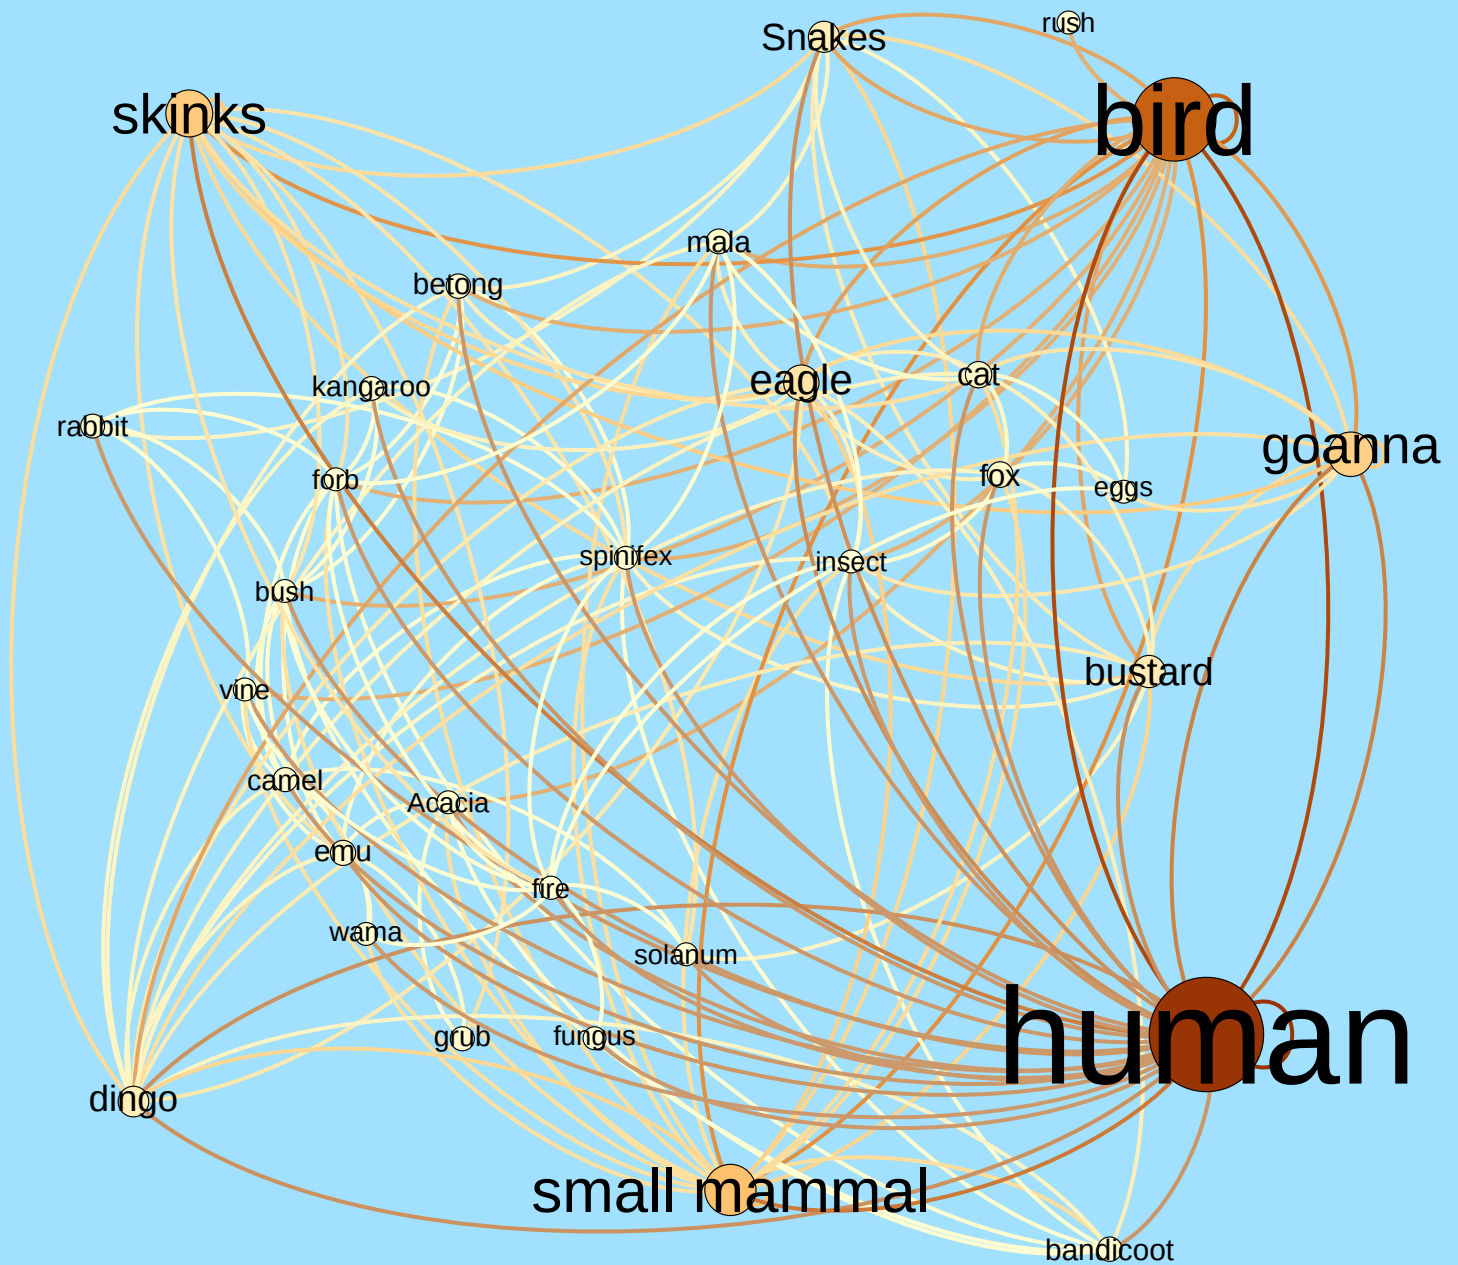 rush
Snakes
bird
skinks
mala
betong
eagle
cat
kangaroo
rabbit
goanna
forb
fox
eggs
spinifex
insect
bush
bustard
vine
camel
Acacia
emu
fire
wama
solanum
human
grub
fungus
dingo
small mammal
bandicoot